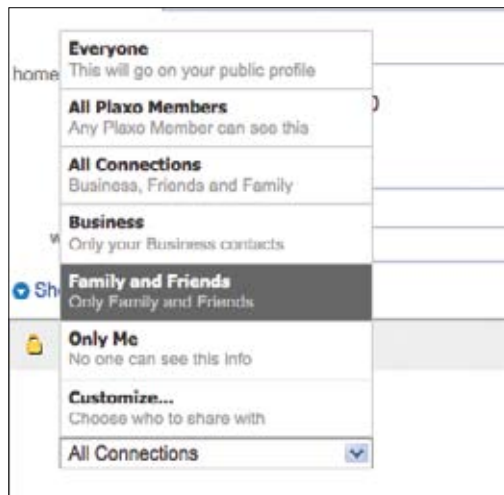 Everyone
This will go on your public profile
home
All Plaxo Members
Any Plaxo Member can see this
All Connections
Business, Friends and Family
Business
Only your Business contacts
Family and Friends
Only Family and Friends
Only Me
No one can see this info
Customize...
Choose who to share with
All Connections